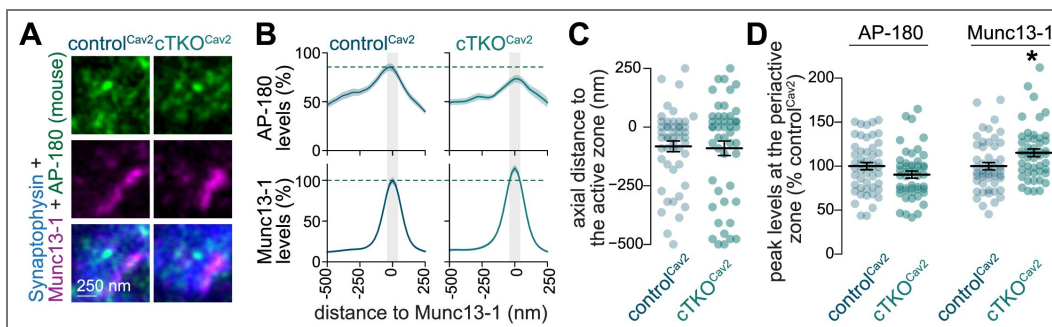 A
control^Cav2 cTKO^Cav2
Synaptophysin +
Munc13-1 + AP-180 (mouse)
250 nm
B
control^Cav2
cTKO^Cav2
AP-180
levels (%)
100
50
0
Munc13-1
levels (%)
100
50
0
-500
-250
0
250
-500
-250
0
250
distance to Munc13-1 (nm)
C
axial distance to
the active zone (nm)
250
0
−250
−500
control^Cav2
cTKO^Cav2
D
AP-180
Munc13-1
*
peak levels at the periactive
zone (% control^Cav2)
200
150
100
50
0
control^Cav2
cTKO^Cav2
control^Cav2
cTKO^Cav2